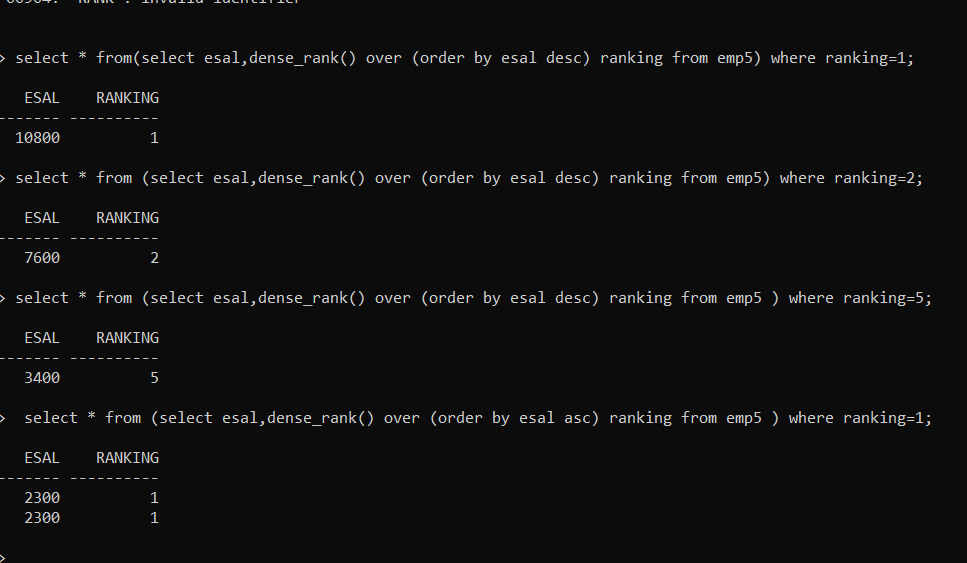 00904: "RANK": invalid identifier
> select * from(select esal,dense_rank() over (order by esal desc) ranking from emp5) where ranking=1;
ESAL    RANKING
------- ----------
10800          1
> select * from (select esal,dense_rank() over (order by esal desc) ranking from emp5) where ranking=2;
ESAL    RANKING
------- ----------
7600          2
> select * from (select esal,dense_rank() over (order by esal desc) ranking from emp5 ) where ranking=5;
ESAL    RANKING
------- ----------
3400          5
>  select * from (select esal,dense_rank() over (order by esal asc) ranking from emp5 ) where ranking=1;
ESAL    RANKING
------- ----------
2300          1
2300          1
>